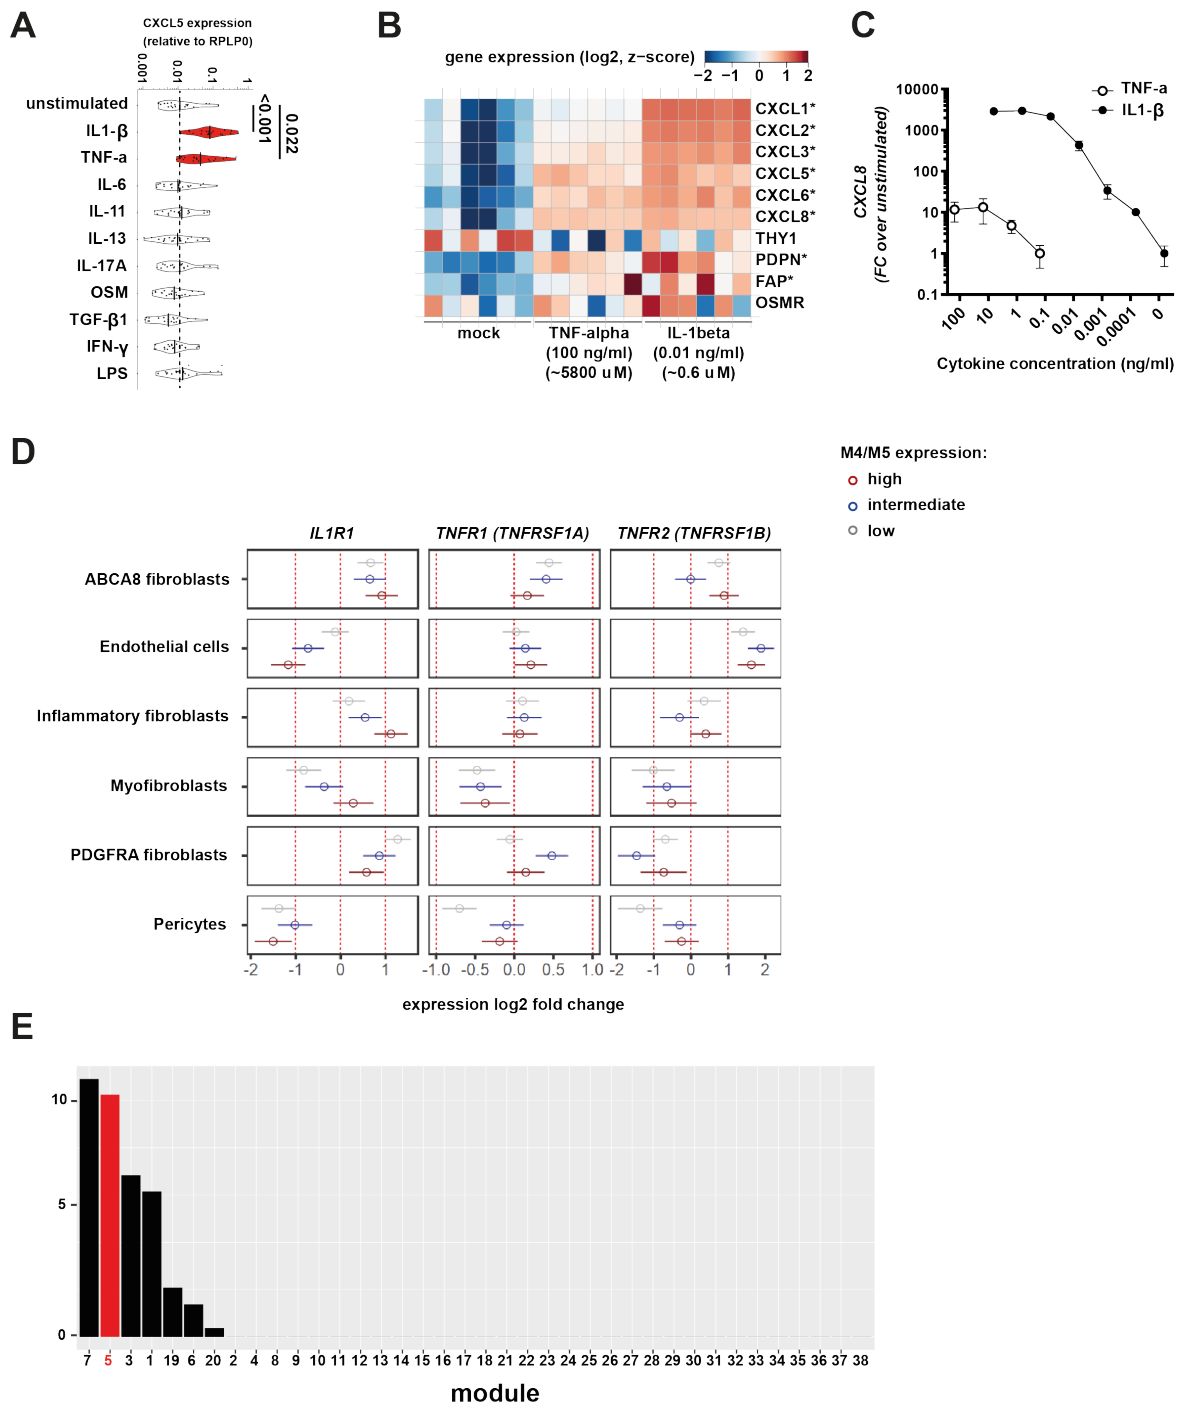 A
CXCL5 expression
(relative to RPLP0)
0.001
0.01
0.1
1
unstimulated
IL1-β
TNF-a
IL-6
IL-11
IL-13
IL-17A
OSM
TGF-β1
IFN-γ
LPS
<0.001
0.022
B
gene expression (log2, z−score)
−2 −1 0 1 2
CXCL1*
CXCL2*
CXCL3*
CXCL5*
CXCL6*
CXCL8*
THY1
PDPN*
FAP*
OSMR
mock
TNF-alpha
(100 ng/ml)
(~5800 uM)
IL-1beta
(0.01 ng/ml)
(~0.6 uM)
C
TNF-a
IL1-β
CXCL8
(FC over unstimulated)
10000
1000
100
10
1
0.1
100 10 1 0.1 0.01 0.001 0.0001 0
Cytokine concentration (ng/ml)
D
M4/M5 expression:
high
intermediate
low
IL1R1 TNFR1 (TNFRSF1A) TNFR2 (TNFRSF1B)
ABCA8 fibroblasts
Endothelial cells
Inflammatory fibroblasts
Myofibroblasts
PDGFRA fibroblasts
Pericytes
-2 -1 0 1 -1.0 -0.5 0.0 0.5 1.0 -2 -1 0 1 2
expression log2 fold change
E
10
5
0
7 5 3 1 19 6 20 2 4 8 9 10 11 12 13 14 15 16 17 18 21 22 23 24 25 26 27 28 29 30 31 32 33 34 35 36 37 38
module